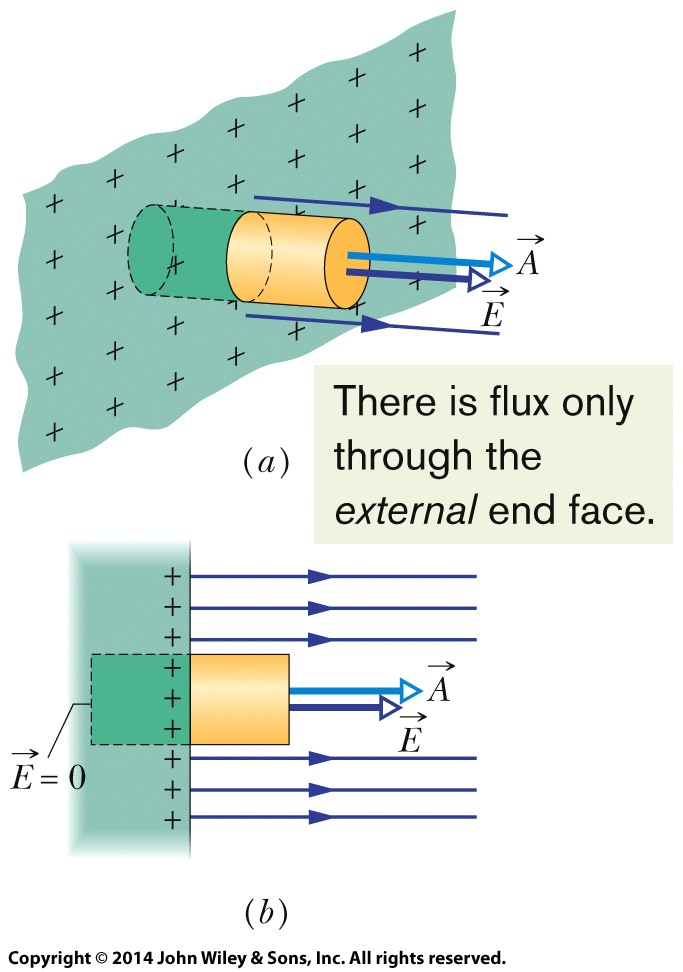 A
E
There is flux only
through the
external end face.
(a)
A
E
E = 0
(b)
Copyright © 2014 John Wiley & Sons, Inc. All rights reserved.